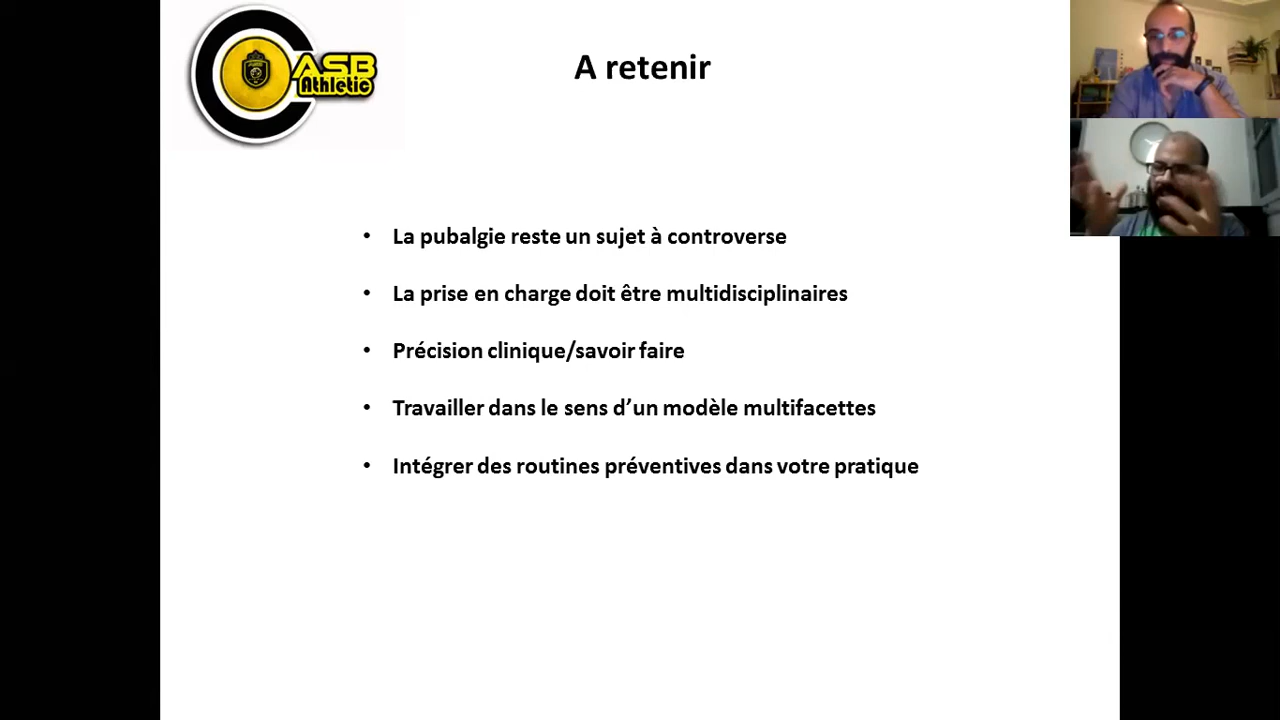 ASB
Athletic
A retenir
• La pubalgie reste un sujet à controverse
• La prise en charge doit être multidisciplinaires
• Précision clinique/savoir faire
• Travailler dans le sens d’un modèle multifacettes
• Intégrer des routines préventives dans votre pratique